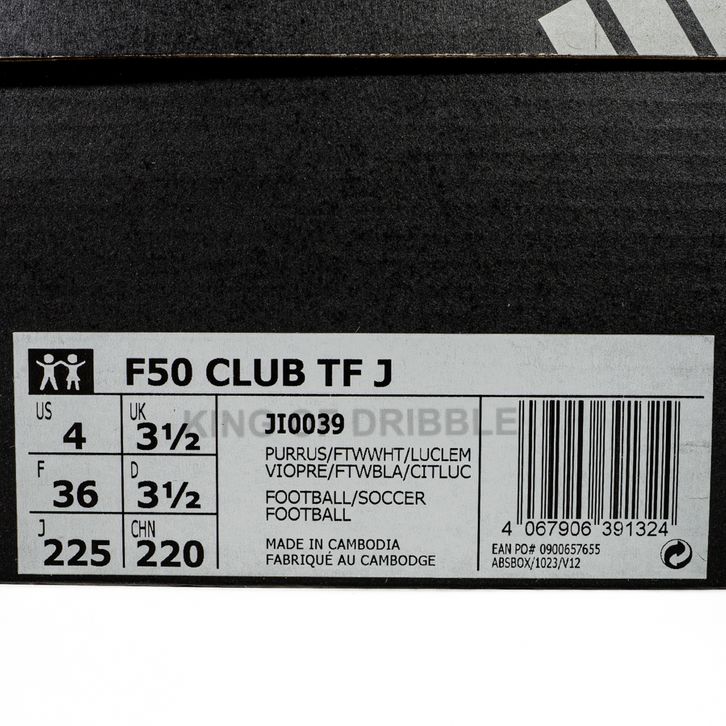 F50 CLUB TF J
US 4 UK 3½
F 36 D 3½
J 225 CHN 220
KING OF DRIBBLE
JI0039
PURRUS/FTWWHT/LUCLEM
VIOPRE/FTWBLA/CITLUC
FOOTBALL/SOCCER
FOOTBALL
MADE IN CAMBODIA
FABRIQUÉ AU CAMBODGE
4 067906 391324
EAN PO# 0900657655
ABSBOX/1023/V12